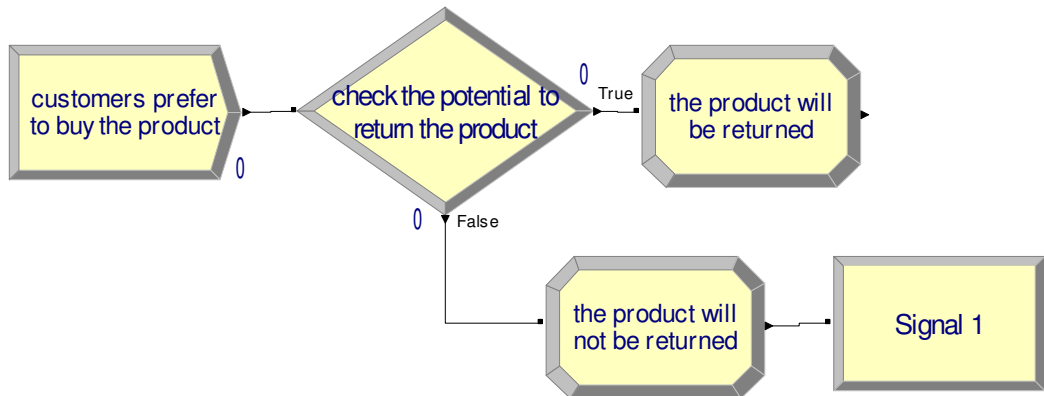 customers prefer
to buy the product
0
check the potential to
return the product
0
True
the product will
be returned
0
False
the product will
not be returned
Signal 1